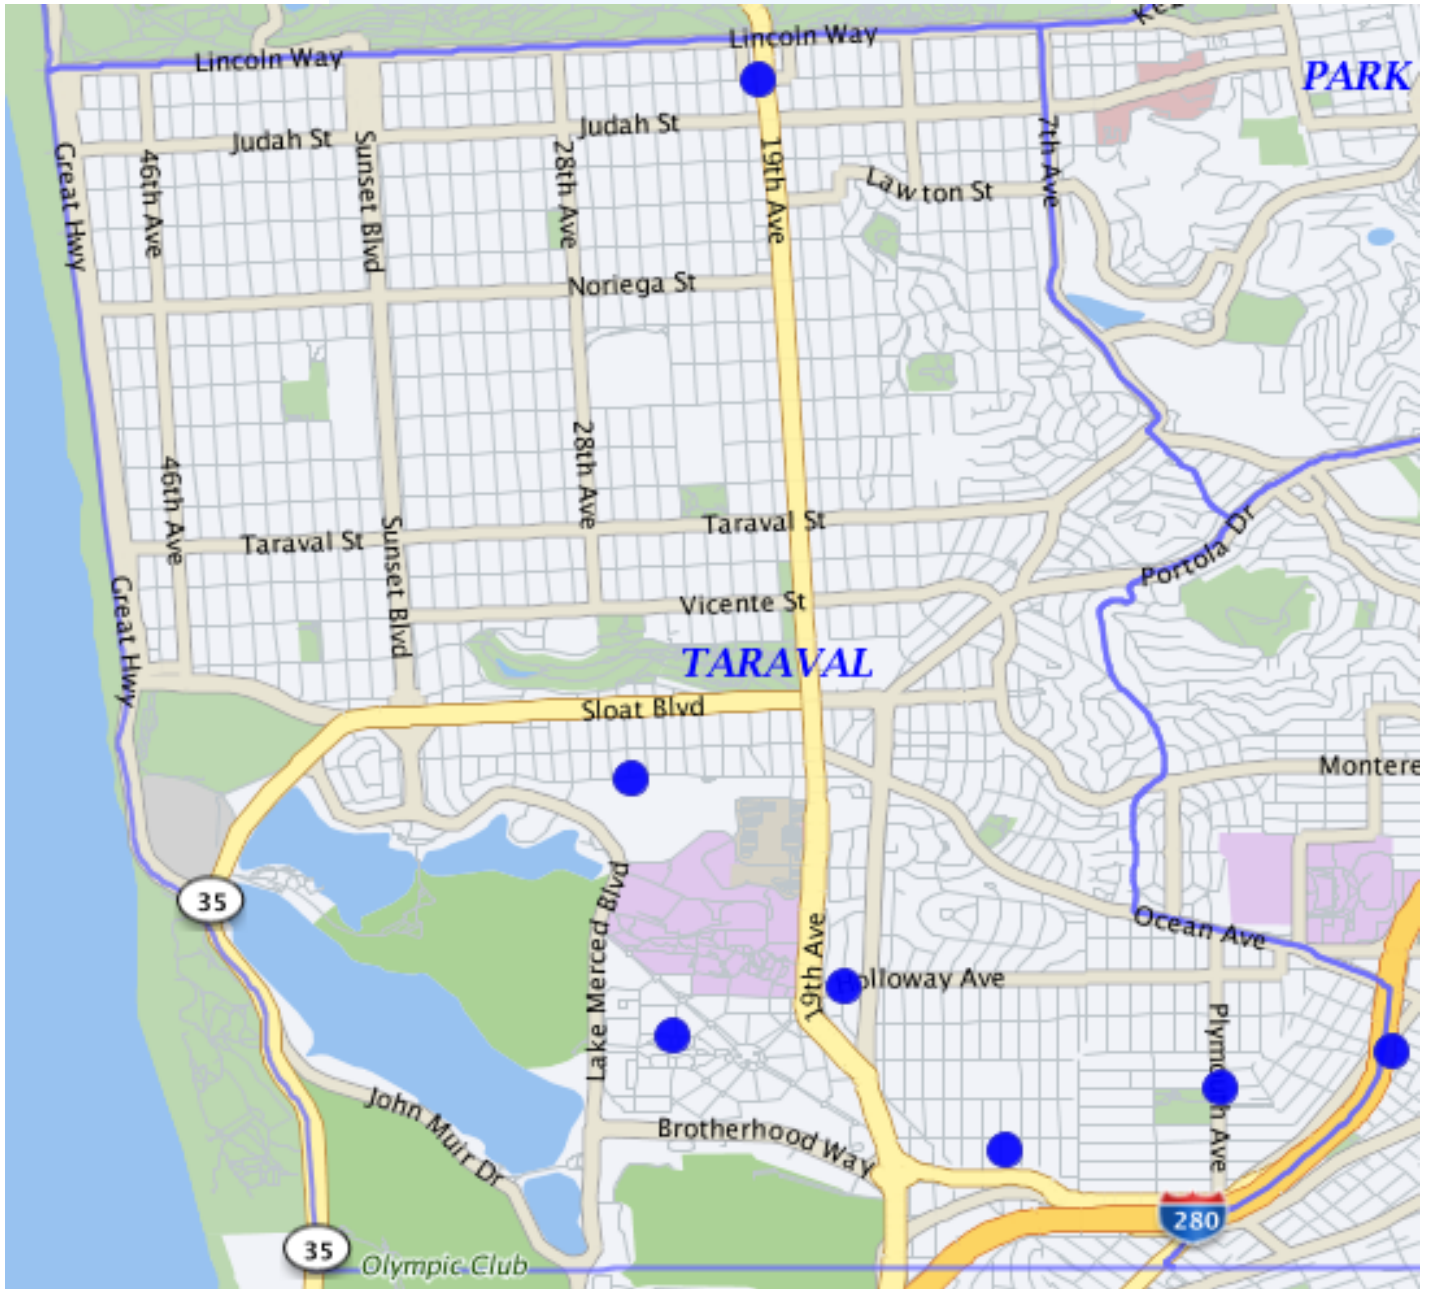 Lincoln Way
Lincoln Way
PARK
Judah St
Judah St
Great Hwy
46th Ave
Sunset Blvd
28th Ave
19th Ave
7th Ave
Lawton St
Noriega St
28th Ave
46th Ave
Taraval St
Sunset Blvd
Taraval St
Portola Dr
Great Hwy
Vicente St
TARAVAL
Sloat Blvd
Montere
35
Lake Merced Blvd
19th Ave
Ocean Ave
Holloway Ave
Plymouth Ave
John Muir Dr
Brotherhood Way
280
35
Olympic Club